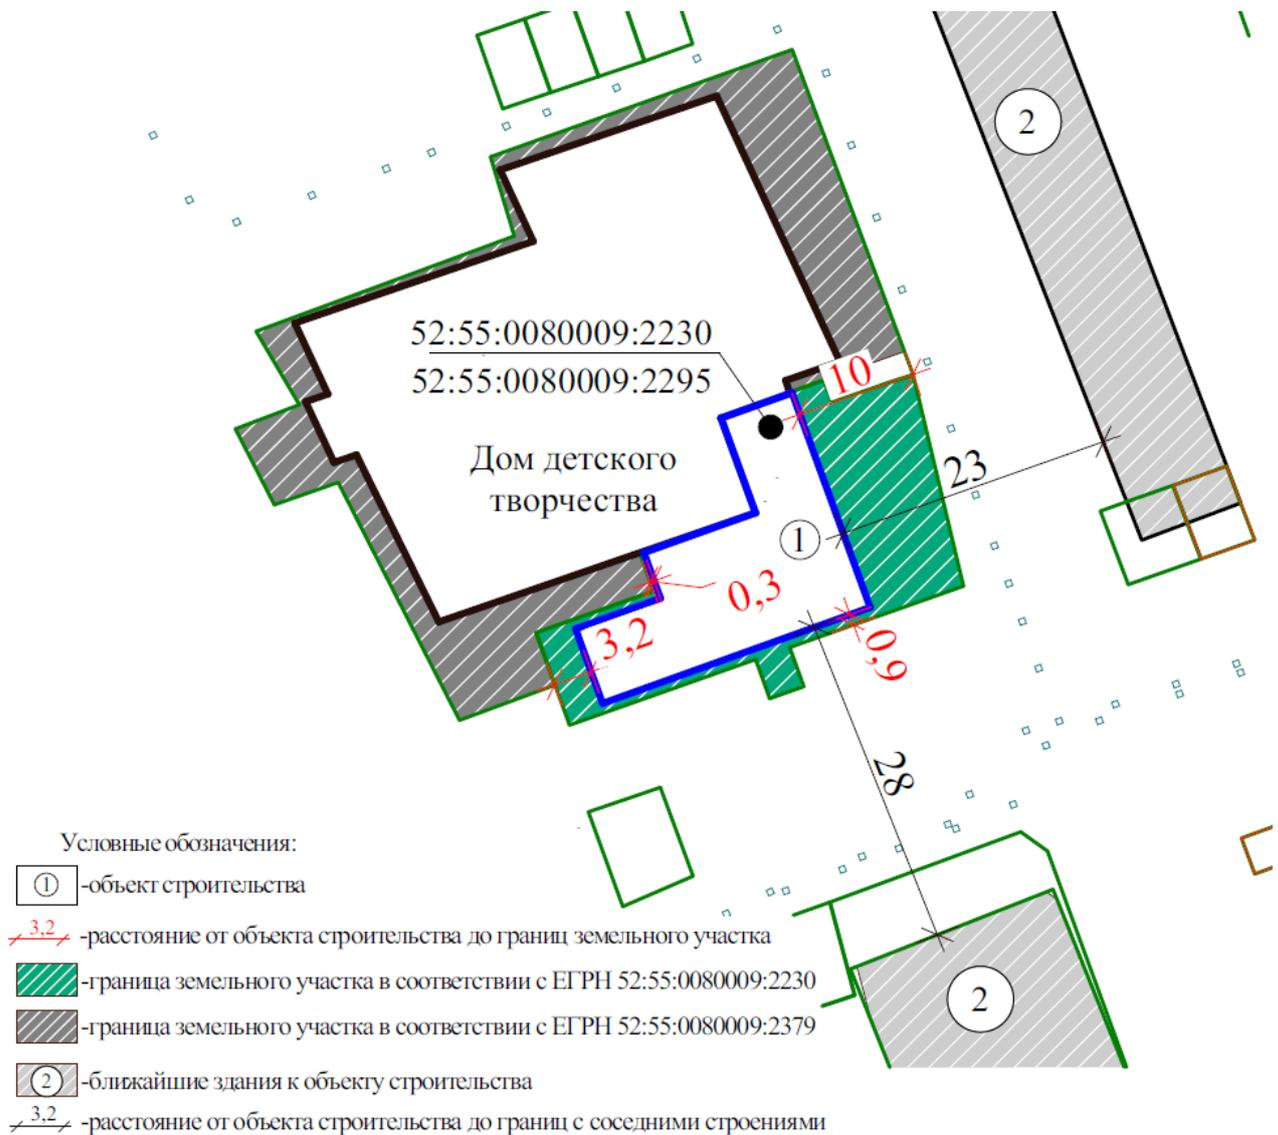 2
52:55:0080009:2230
52:55:0080009:2295
10
Дом детского
творчества
23
1
0,3
3,2
0,9
28
Условные обозначения:
1 -объект строительства
3,2 -расстояние от объекта строительства до границ земельного участка
-граница земельного участка в соответствии с ЕГРН 52:55:0080009:2230
2
-граница земельного участка в соответствии с ЕГРН 52:55:0080009:2379
2 -ближайшие здания к объекту строительства
3,2 -расстояние от объекта строительства до границ с соседними строениями